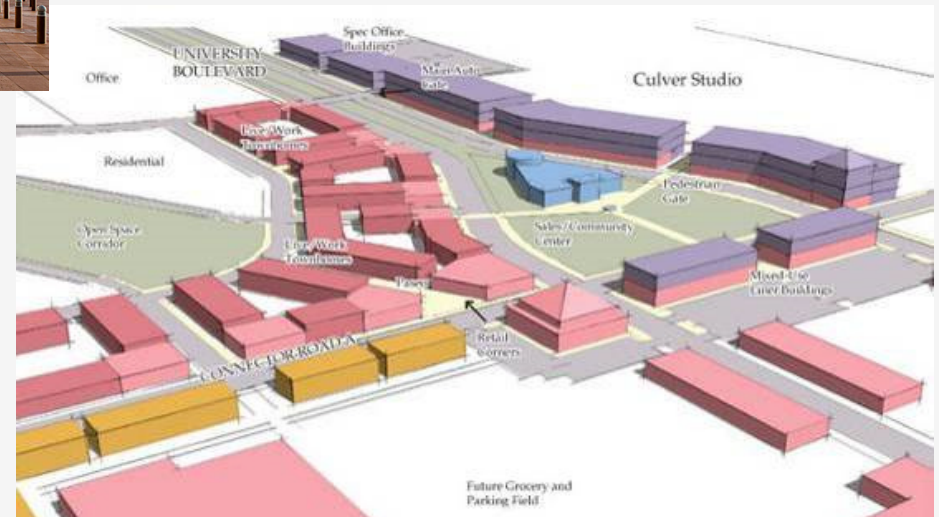 Spec Office
Buildings
UNIVERSITY
BOULEVARD
Office
Main Auto
Gate
Culver Studio
Live/Work
Townhomes
Residential
Pedestrian
Gate
Open Space
Corridor
Sales/Community
Center
Live/Work
Townhomes
Paseo
Mixed-Use
Liner Buildings
Retail
Corners
CONNECTOR ROAD A
Future Grocery and
Parking Field